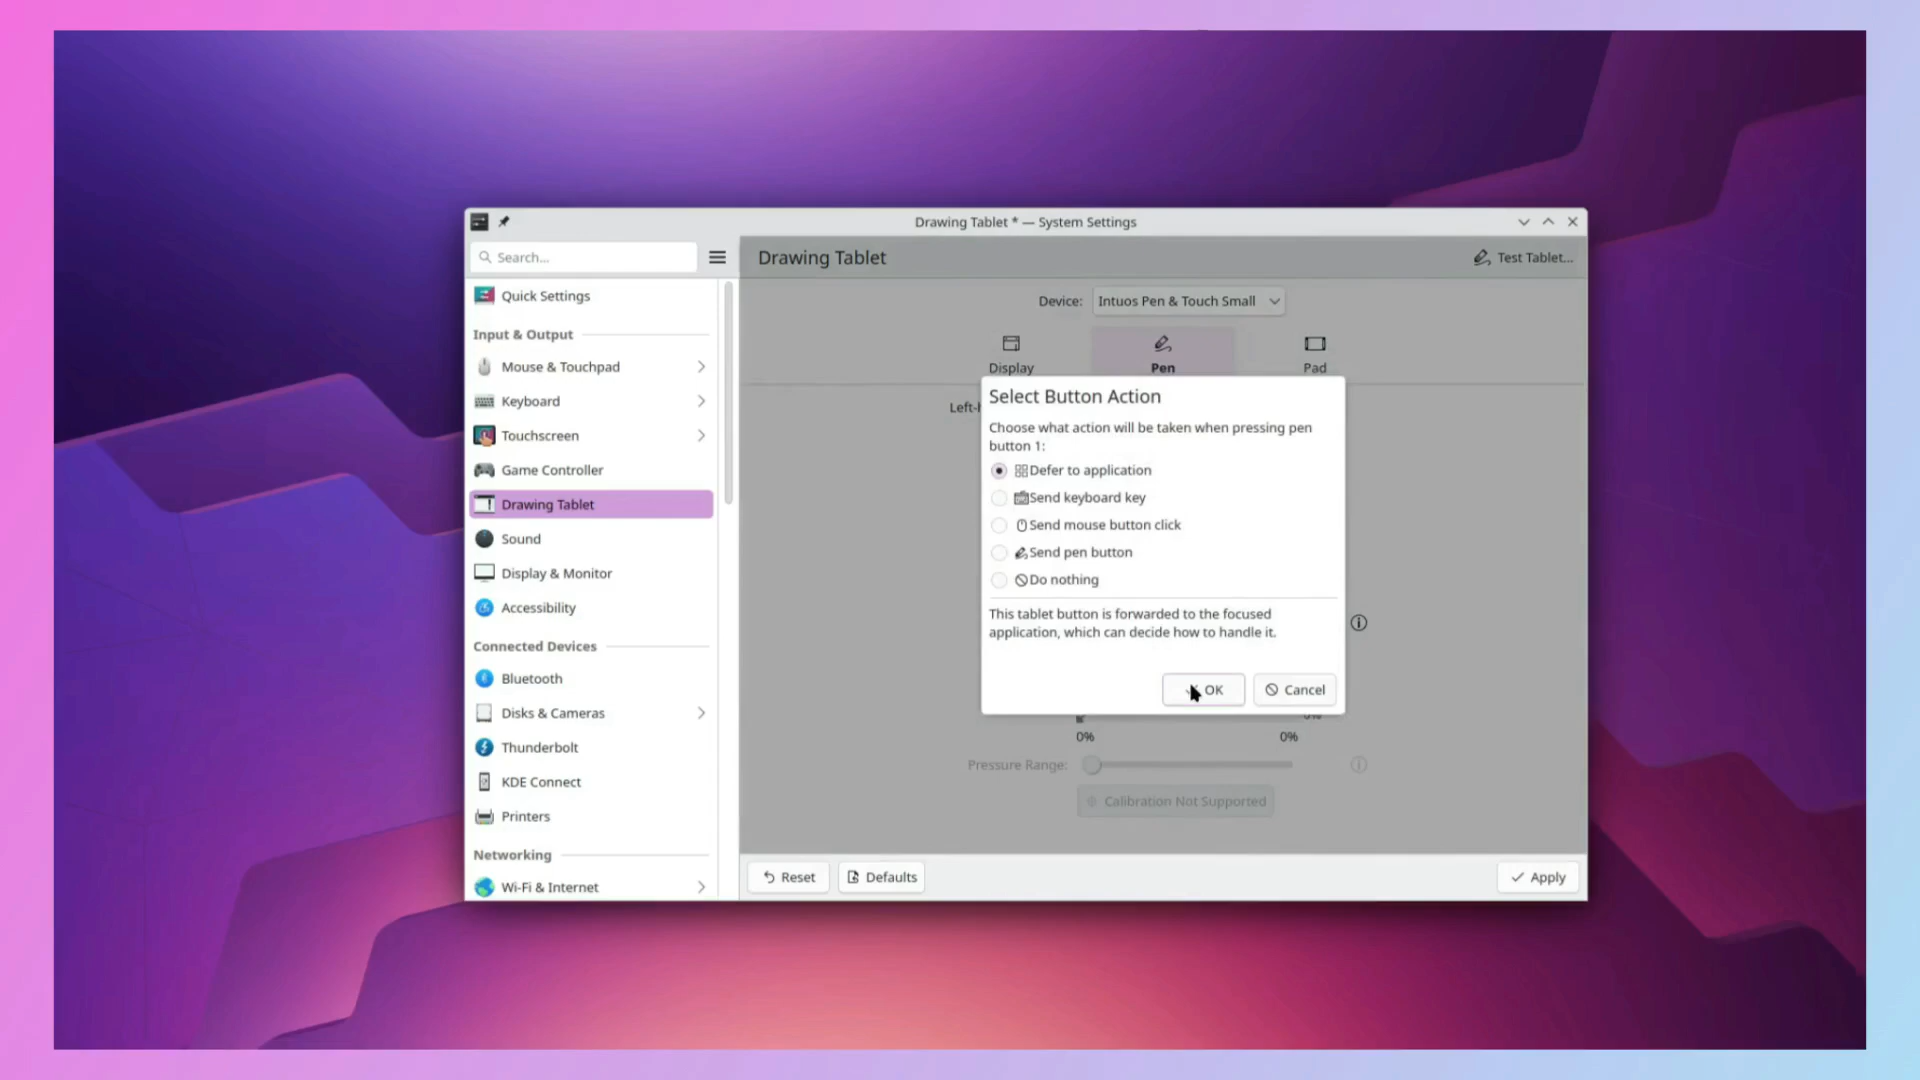 Drawing Tablet * — System Settings
Search...
Drawing Tablet
Test Tablet...
Quick Settings
Input & Output
Mouse & Touchpad
Keyboard
Touchscreen
Game Controller
Drawing Tablet
Sound
Display & Monitor
Accessibility
Connected Devices
Bluetooth
Disks & Cameras
Thunderbolt
KDE Connect
Printers
Networking
Wi-Fi & Internet
Device: Intuos Pen & Touch Small
Display
Pen
Pad
Left-
Select Button Action
Choose what action will be taken when pressing pen
button 1:
Defer to application
Send keyboard key
Send mouse button click
Send pen button
Do nothing
This tablet button is forwarded to the focused
application, which can decide how to handle it.
OK
Cancel
0%
0% 0%
Pressure Range:
Calibration Not Supported
Reset
Defaults
Apply